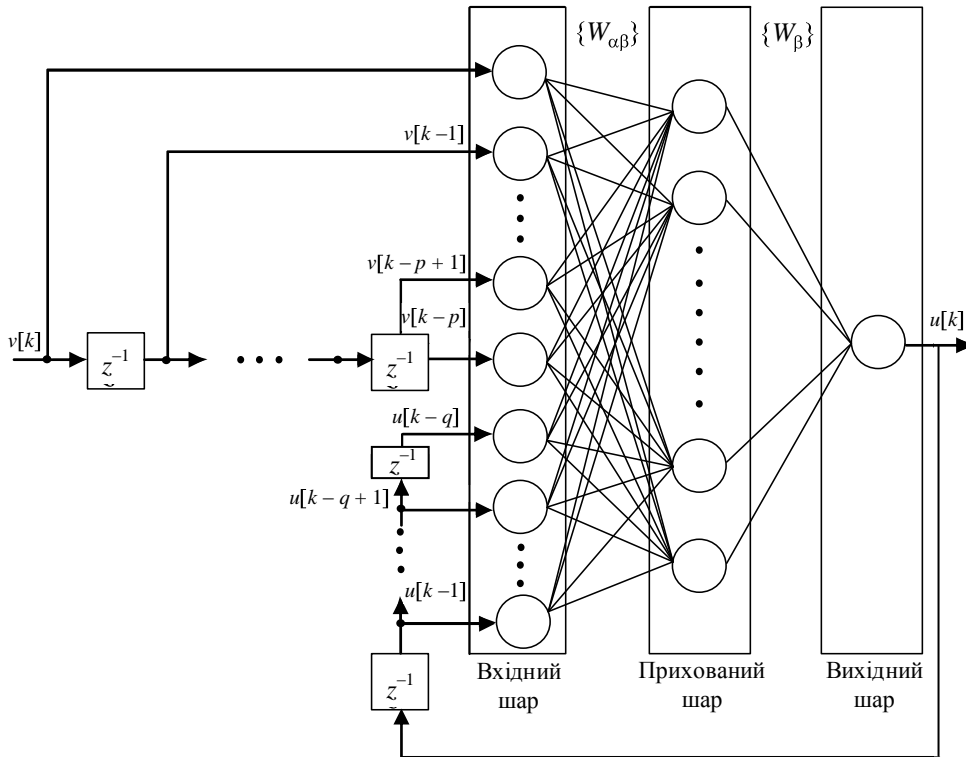 {W_αβ} {W_β}
v[k−1]
v[k−p+1]
v[k−p]
v[k]
u[k]
z⁻¹
z⁻¹
u[k−q]
z⁻¹
u[k−q+1]
u[k−1]
z⁻¹
Вхідний шар
Прихований шар
Вихідний шар